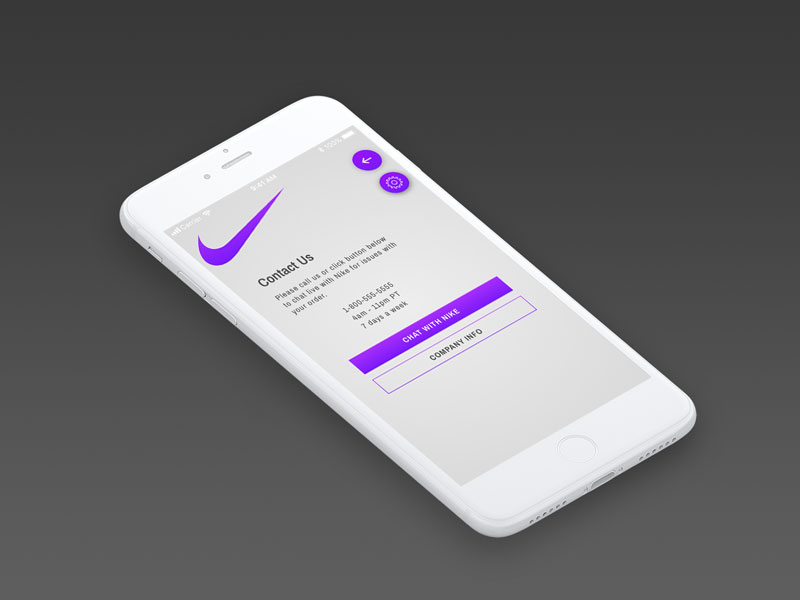 Carrier 9:41 AM 100%
Contact Us
Please call us or click button below
to that live with Nike for issues with
your order.
1-800-555-5555
4am - 11pm PT
7 days a week
CHAT WITH NIKE
COMPANY INFO